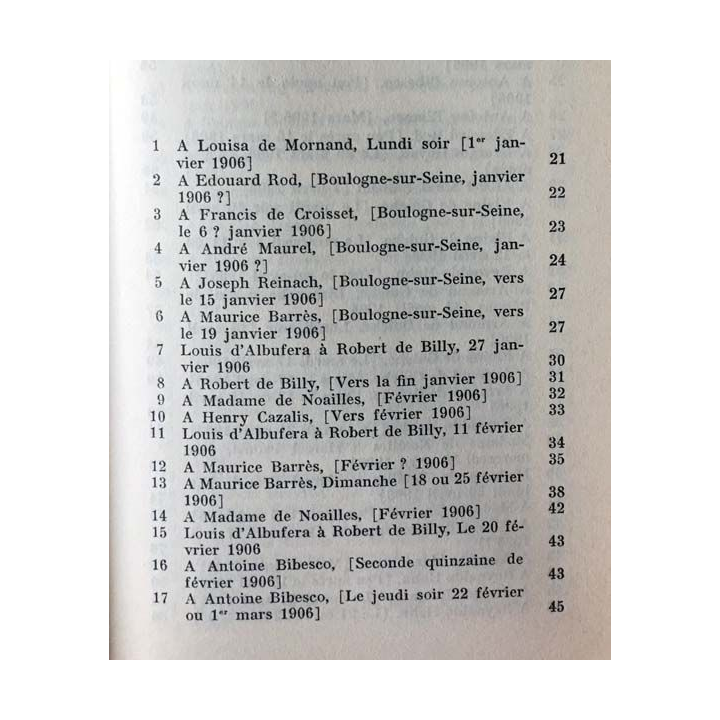 1 A Louisa de Mornand, Lundi soir [1er jan-
vier 1906] 21
2 A Edouard Rod, [Boulogne-sur-Seine, janvier
1906 ?] 22
3 A Francis de Croisset, [Boulogne-sur-Seine,
le 6 ? janvier 1906] 23
4 A André Maurel, [Boulogne-sur-Seine, jan-
vier 1906 ?] 24
5 A Joseph Reinach, [Boulogne-sur-Seine, vers
le 15 janvier 1906] 27
6 A Maurice Barrès, [Boulogne-sur-Seine, vers
le 19 janvier 1906] 27
7 Louis d'Albufera à Robert de Billy, 27 jan-
vier 1906 30
8 A Robert de Billy, [Vers la fin janvier 1906] 31
9 A Madame de Noailles, [Février 1906] 32
10 A Henry Cazalis, [Vers février 1906] 33
11 Louis d'Albufera à Robert de Billy, 11 février
1906 34
12 A Maurice Barrès, [Février ? 1906] 35
13 A Maurice Barrès, Dimanche [18 ou 25 février
1906] 38
14 A Madame de Noailles, [Février 1906] 42
15 Louis d'Albufera à Robert de Billy, Le 20 fé-
vrier 1906 43
16 A Antoine Bibesco, [Seconde quinzaine de
février 1906] 43
17 A Antoine Bibesco, [Le jeudi soir 22 février
ou 1er mars 1906] 45